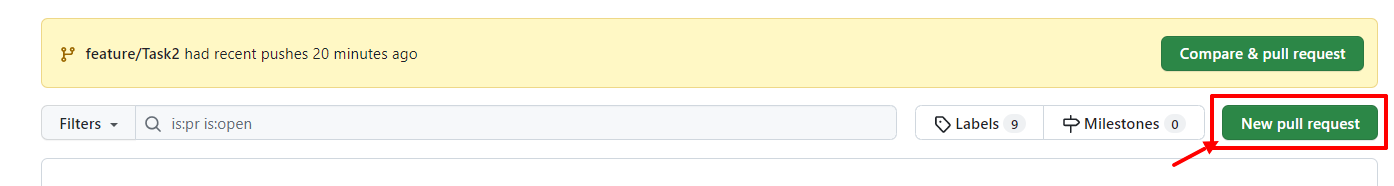 feature/Task2 had recent pushes 20 minutes ago
Compare & pull request
Filters
is:pr is:open
Labels 9
Milestones 0
New pull request